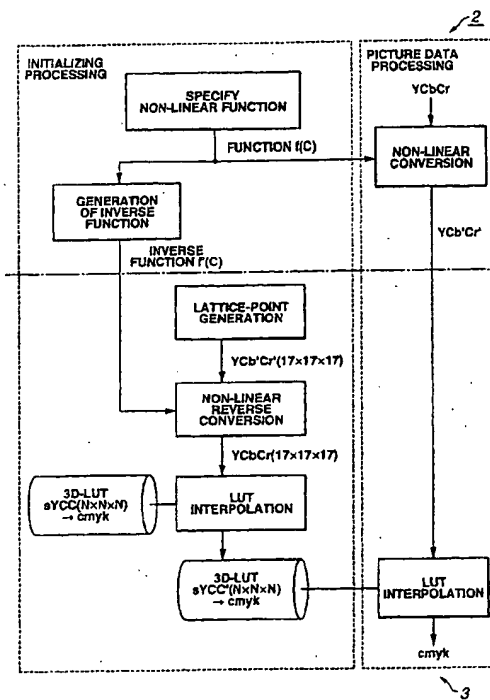 2
INITIALIZING
PROCESSING
PICTURE DATA
PROCESSING
SPECIFY
NON-LINEAR FUNCTION
YCbCr
FUNCTION f(C)
NON-LINEAR
CONVERSION
GENERATION
OF INVERSE
FUNCTION
YCb'Cr'
INVERSE
FUNCTION f'(C)
LATTICE-POINT
GENERATION
YCb'Cr'(17×17×17)
NON-LINEAR
REVERSE
CONVERSION
YCbCr(17×17×17)
3D-LUT
sYCC(N×N×N)
→ cmyk
LUT
INTERPOLATION
3D-LUT
sYCC'(N×N×N)
→ cmyk
LUT
INTERPOLATION
cmyk
3